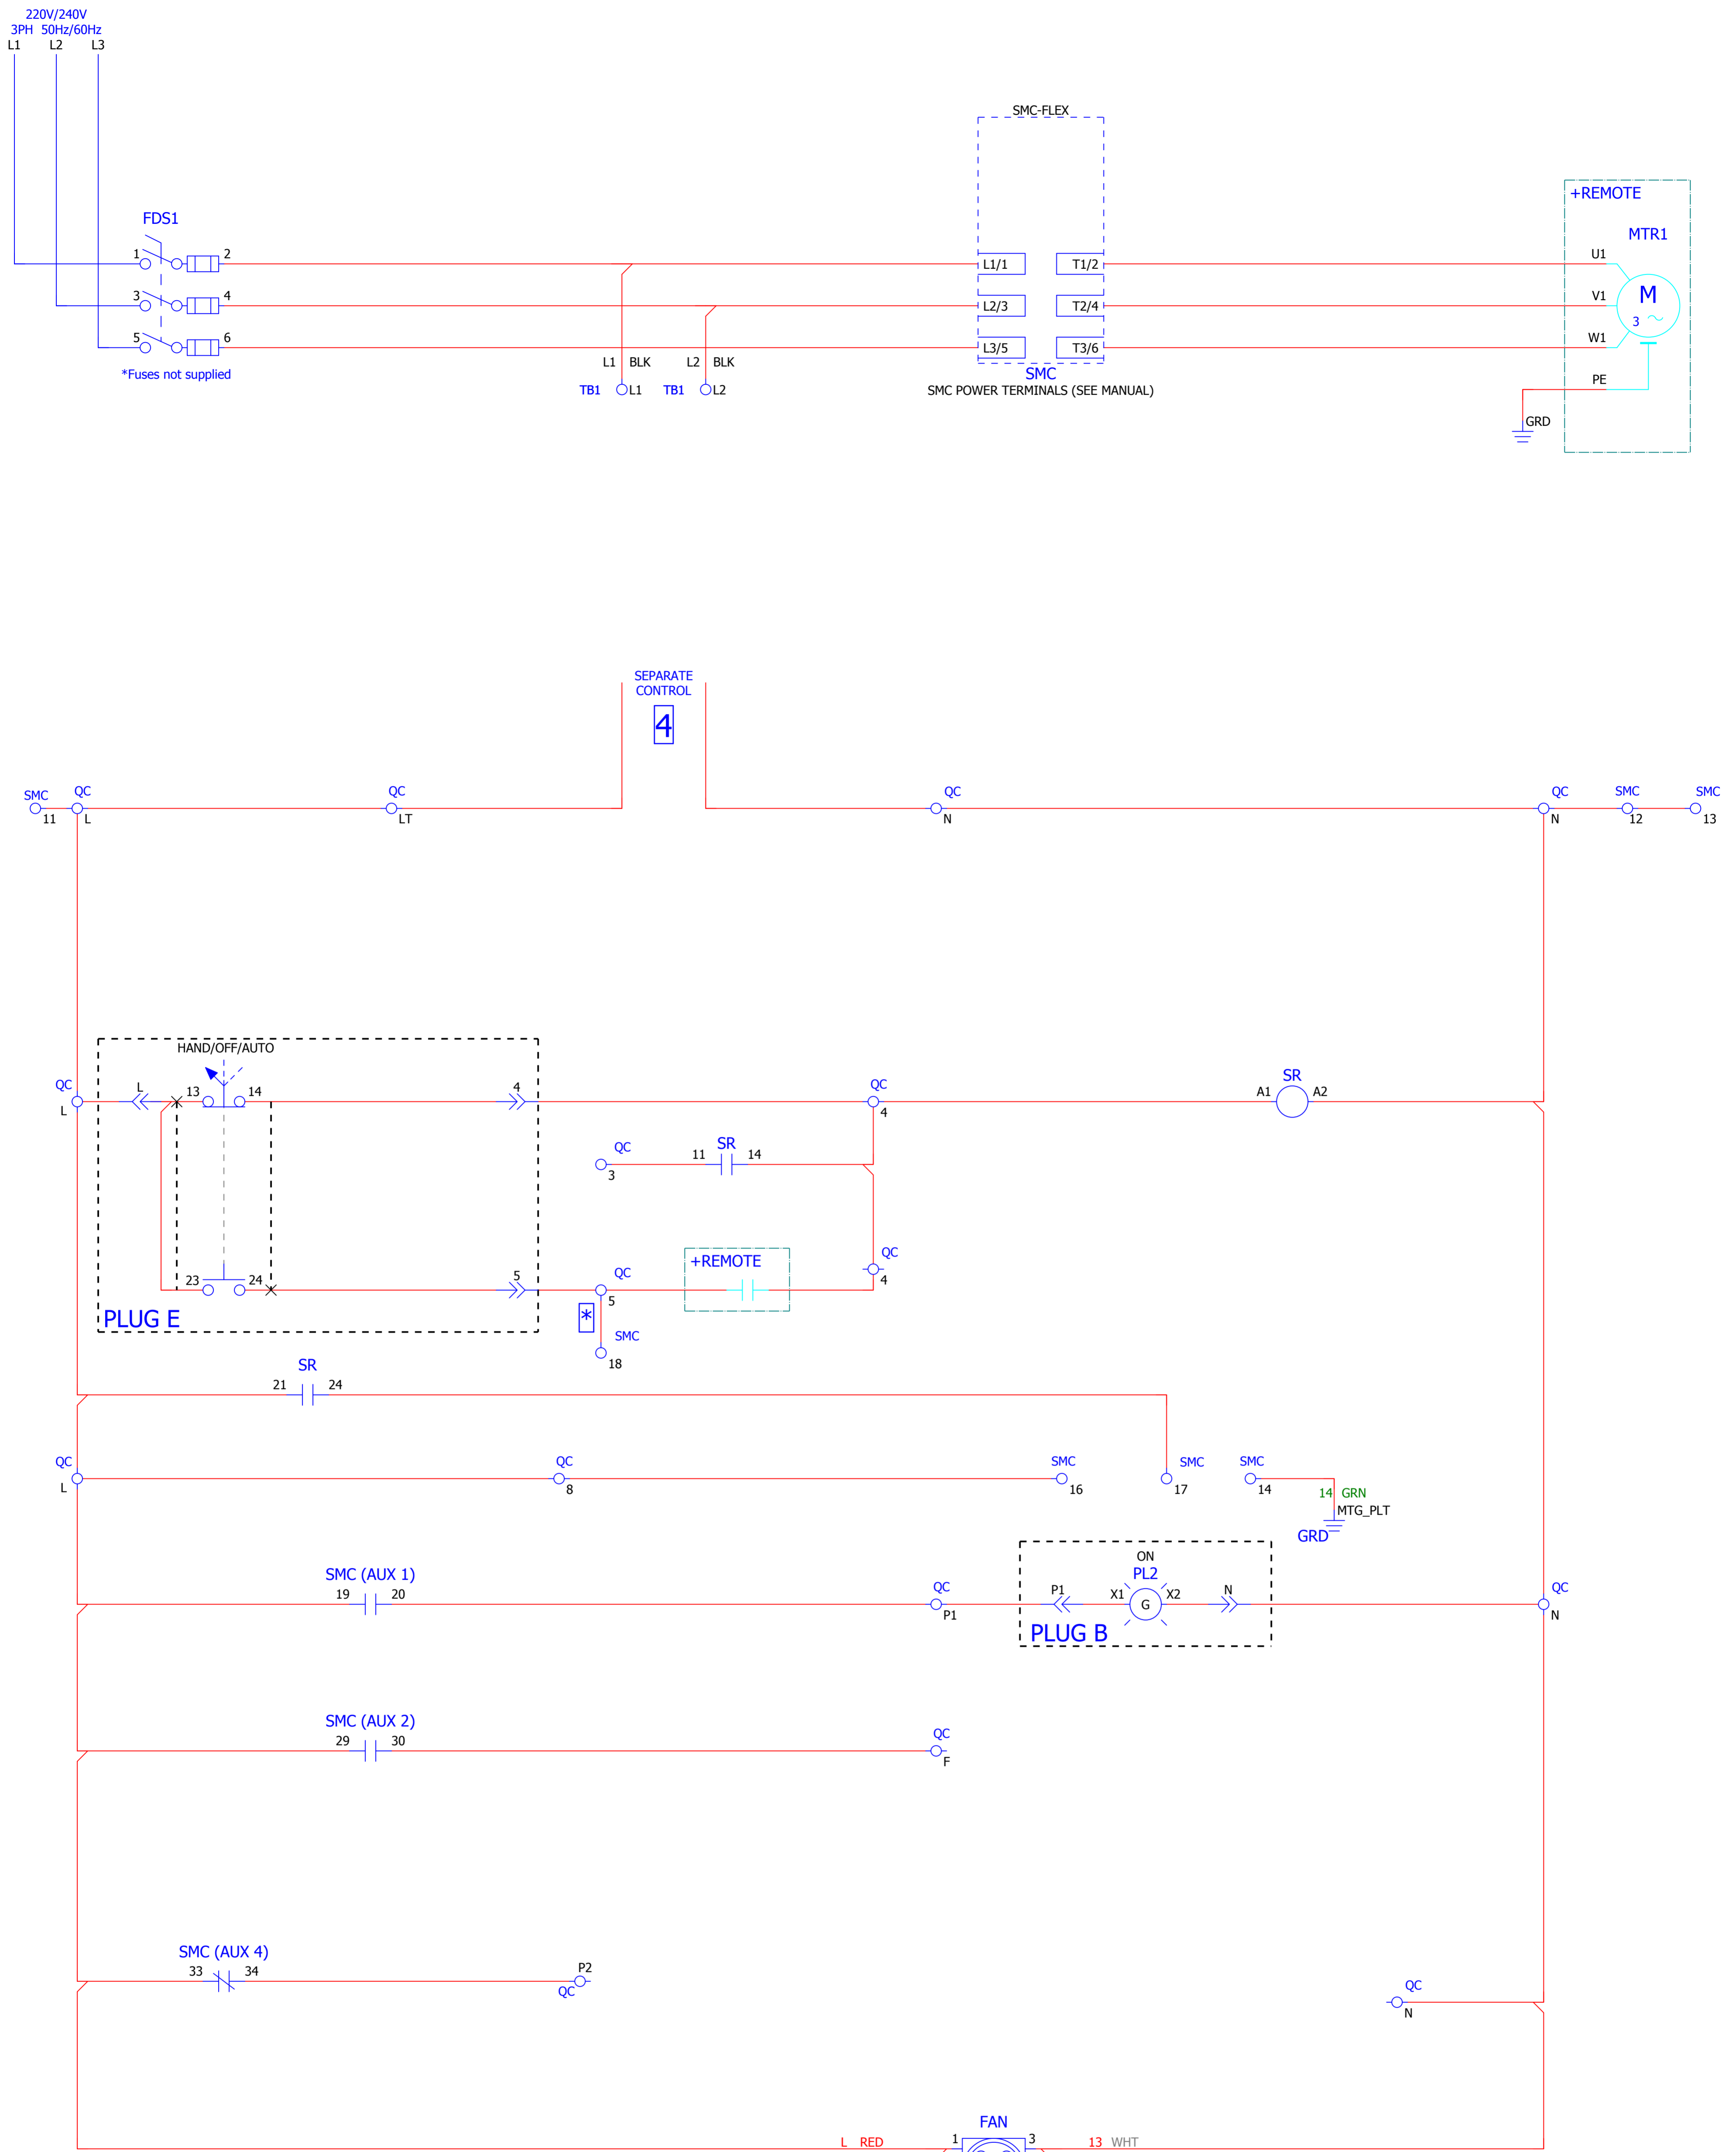 220V/240V
3PH 50Hz/60Hz
L1 L2 L3
SMC-FLEX
+REMOTE
FDS1
MTR1
1 2 L1/1 T1/2 U1
3 4 L2/3 T2/4 V1 M
3
5 6 L3/5 T3/6 W1
*Fuses not supplied
L1 BLK L2 BLK
SMC
PE
TB1 L1 TB1 L2
SMC POWER TERMINALS (SEE MANUAL)
GRD
SEPARATE
CONTROL
4
SMC QC QC QC QC SMC SMC
11 L LT N N 12 13
HAND/OFF/AUTO
QC L 13 14 4 QC SR
A1 A2
L 4
QC SR
11 14
3
+REMOTE QC
4
23 24 5 QC
5
PLUG E
*
SMC
18
SR
21 24
QC QC SMC SMC SMC
L 8 16 17 14
14 GRN
MTG_PLT
GRD
ON
PL2
SMC (AUX 1)
19 20 QC P1 X1 G X2 N QC
P1 N
PLUG B
SMC (AUX 2)
29 30 QC
F
SMC (AUX 4)
33 34 P2
QC
QC
N
FAN
L RED 1 3 13 WHT